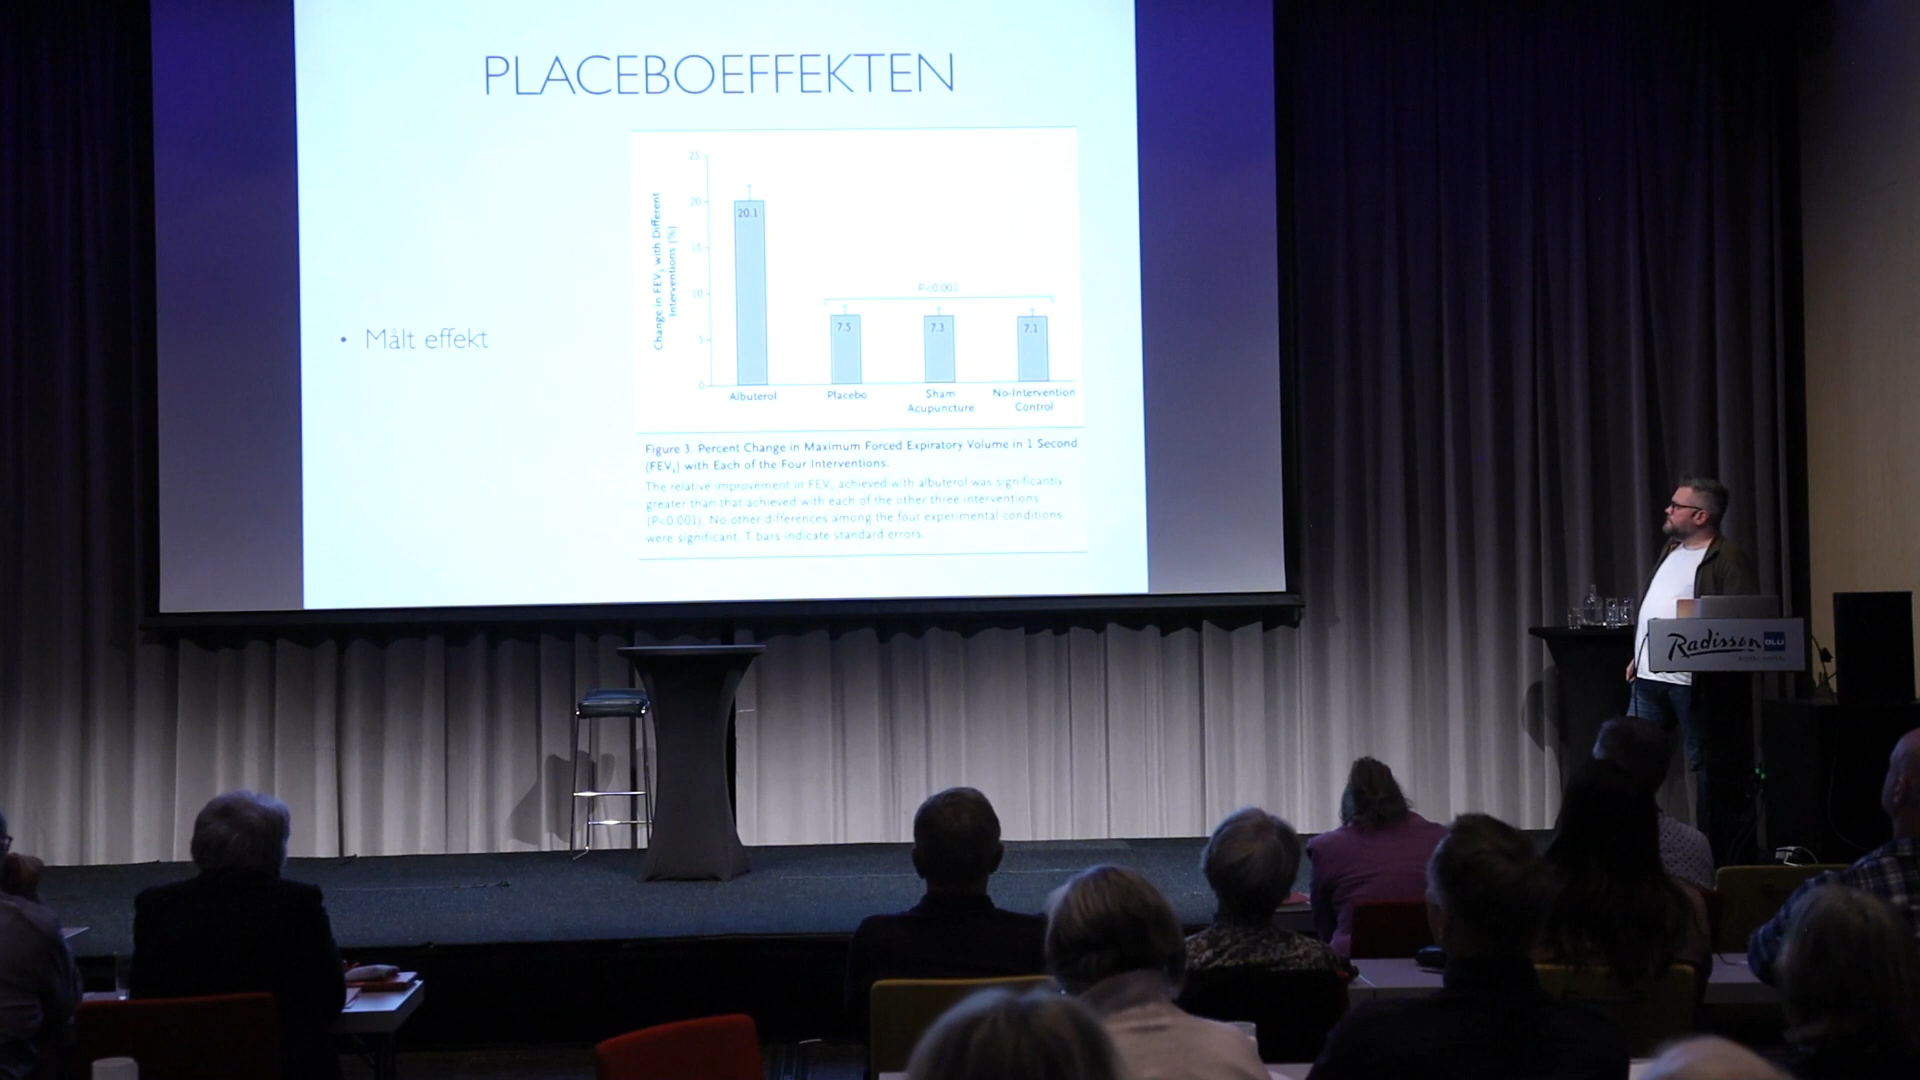 PLACEBOEFFEKTEN
• Målt effekt
Change in FEV₁ with Different
Interventions (%)
25
20
15
10
5
0
20.1
7.5
7.3
7.1
P<0.001
Albuterol
Placebo
Sham
Acupuncture
No-Intervention
Control
Figure 3. Percent Change in Maximum Forced Expiratory Volume in 1 Second
(FEV₁) with Each of the Four Interventions.
The relative improvement in FEV₁ achieved with albuterol was significantly
greater than that achieved with each of the other three interventions
(P<0.001). No other differences among the four experimental conditions
were significant. T bars indicate standard errors.
Radisson BLU